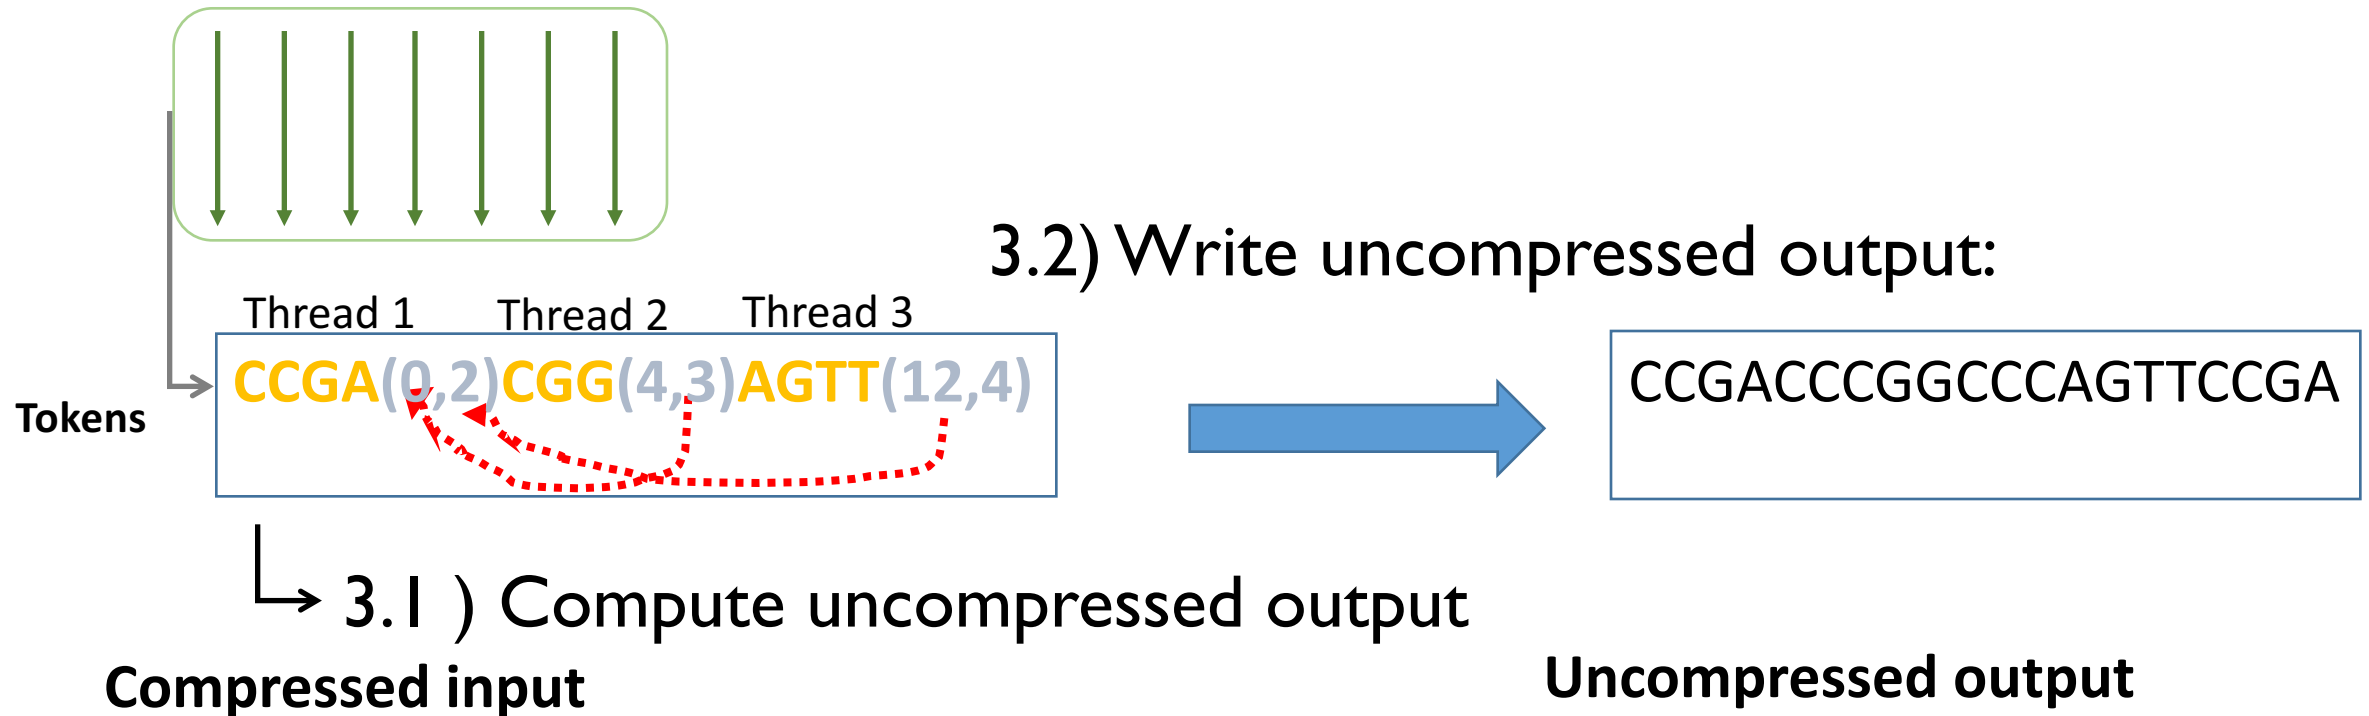 3.2) Write uncompressed output:
Thread 1 Thread 2 Thread 3
CCGA(0,2)CGG(4,3)AGTT(12,4)
CCGACCCGGCCCAGTTCCGA
Tokens
3.1 ) Compute uncompressed output
Compressed input
Uncompressed output